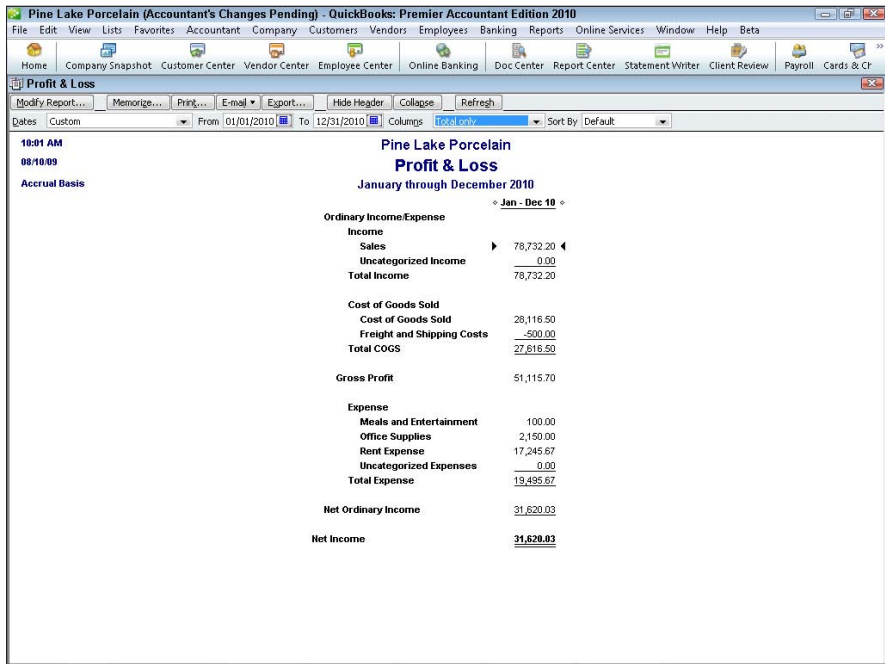 Pine Lake Porcelain (Accountant's Changes Pending) - QuickBooks: Premier Accountant Edition 2010
File Edit View Lists Favorites Accountant Company Customers Vendors Employees Banking Reports Online Services Window Help Beta
Home Company Snapshot Customer Center Vendor Center Employee Center Online Banking Doc Center Report Center Statement Writer Client Review Payroll Cards & Ch
Profit & Loss
Modify Report... Memorize... Print... E-mail Export... Hide Header Collapse Refresh
Dates Custom From 01/01/2010 To 12/31/2010 Columns Total only Sort By Default
10:01 AM Pine Lake Porcelain
08/10/09 Profit & Loss
Accrual Basis January through December 2010
Jan - Dec 10
Ordinary Income/Expense
Income
Sales 78,732.20
Uncategorized Income 0.00
Total Income 78,732.20
Cost of Goods Sold
Cost of Goods Sold 28,116.50
Freight and Shipping Costs -500.00
Total COGS 27,616.50
Gross Profit 51,115.70
Expense
Meals and Entertainment 100.00
Office Supplies 2,150.00
Rent Expense 17,245.67
Uncategorized Expenses 0.00
Total Expense 19,495.67
Net Ordinary Income 31,620.03
Net Income 31,620.03